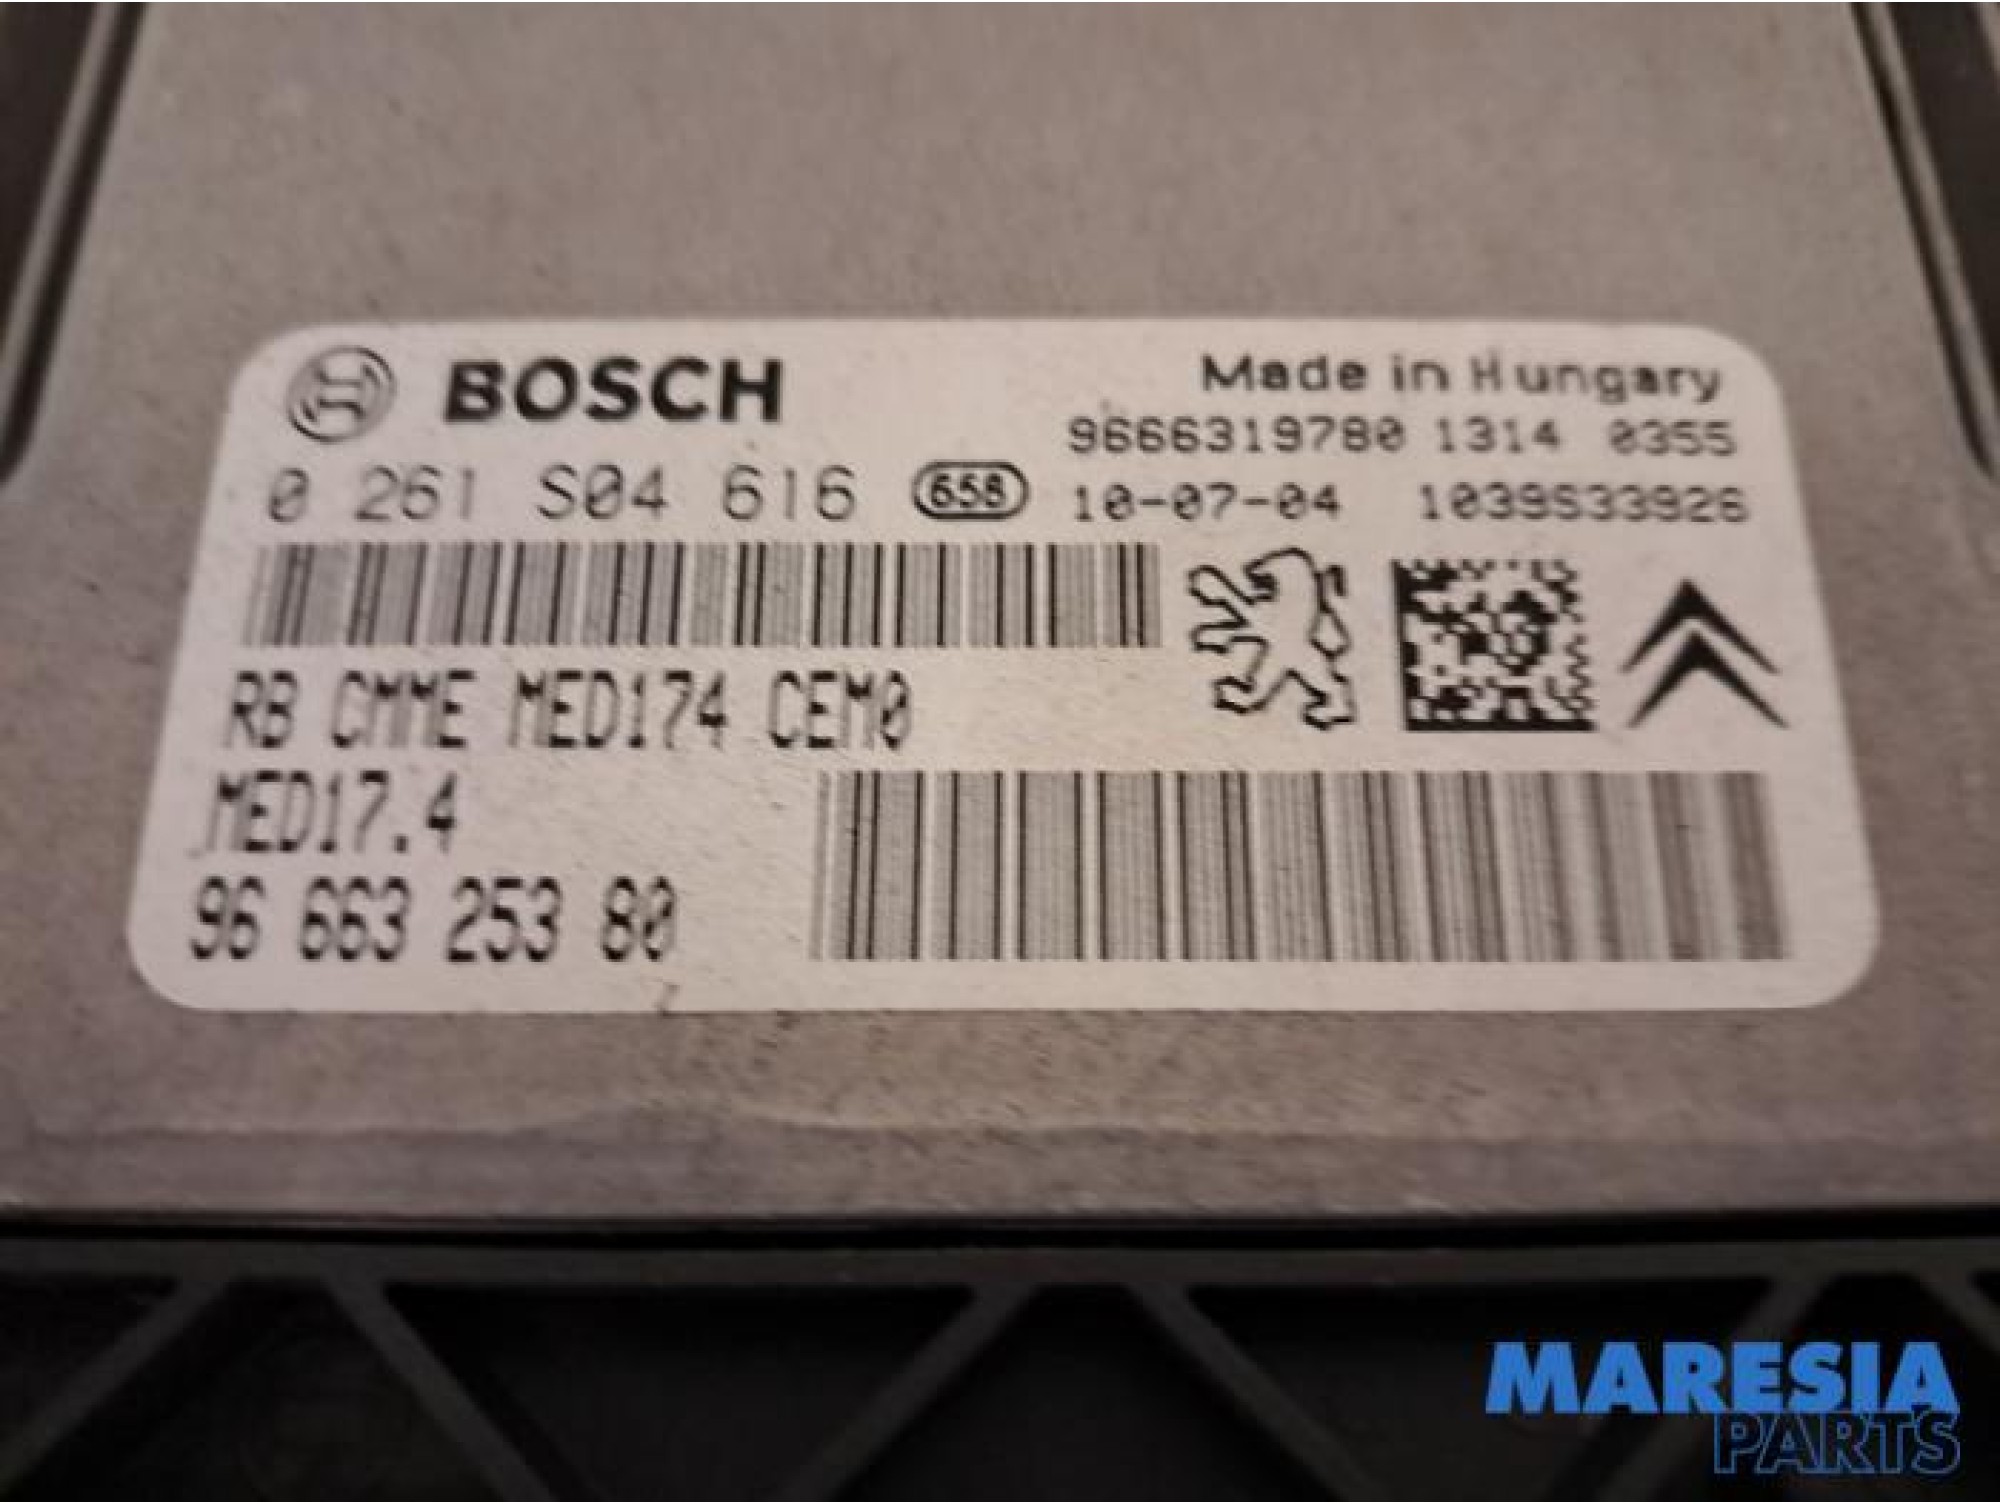 BOSCH
Made in Hungary
9666319780 1314 0355
0 261 S04 616 658 10-07-04 1039S33926
RB CMME MED174 CEM0
MED17.4
96 663 253 80
MARESIA
PARTS